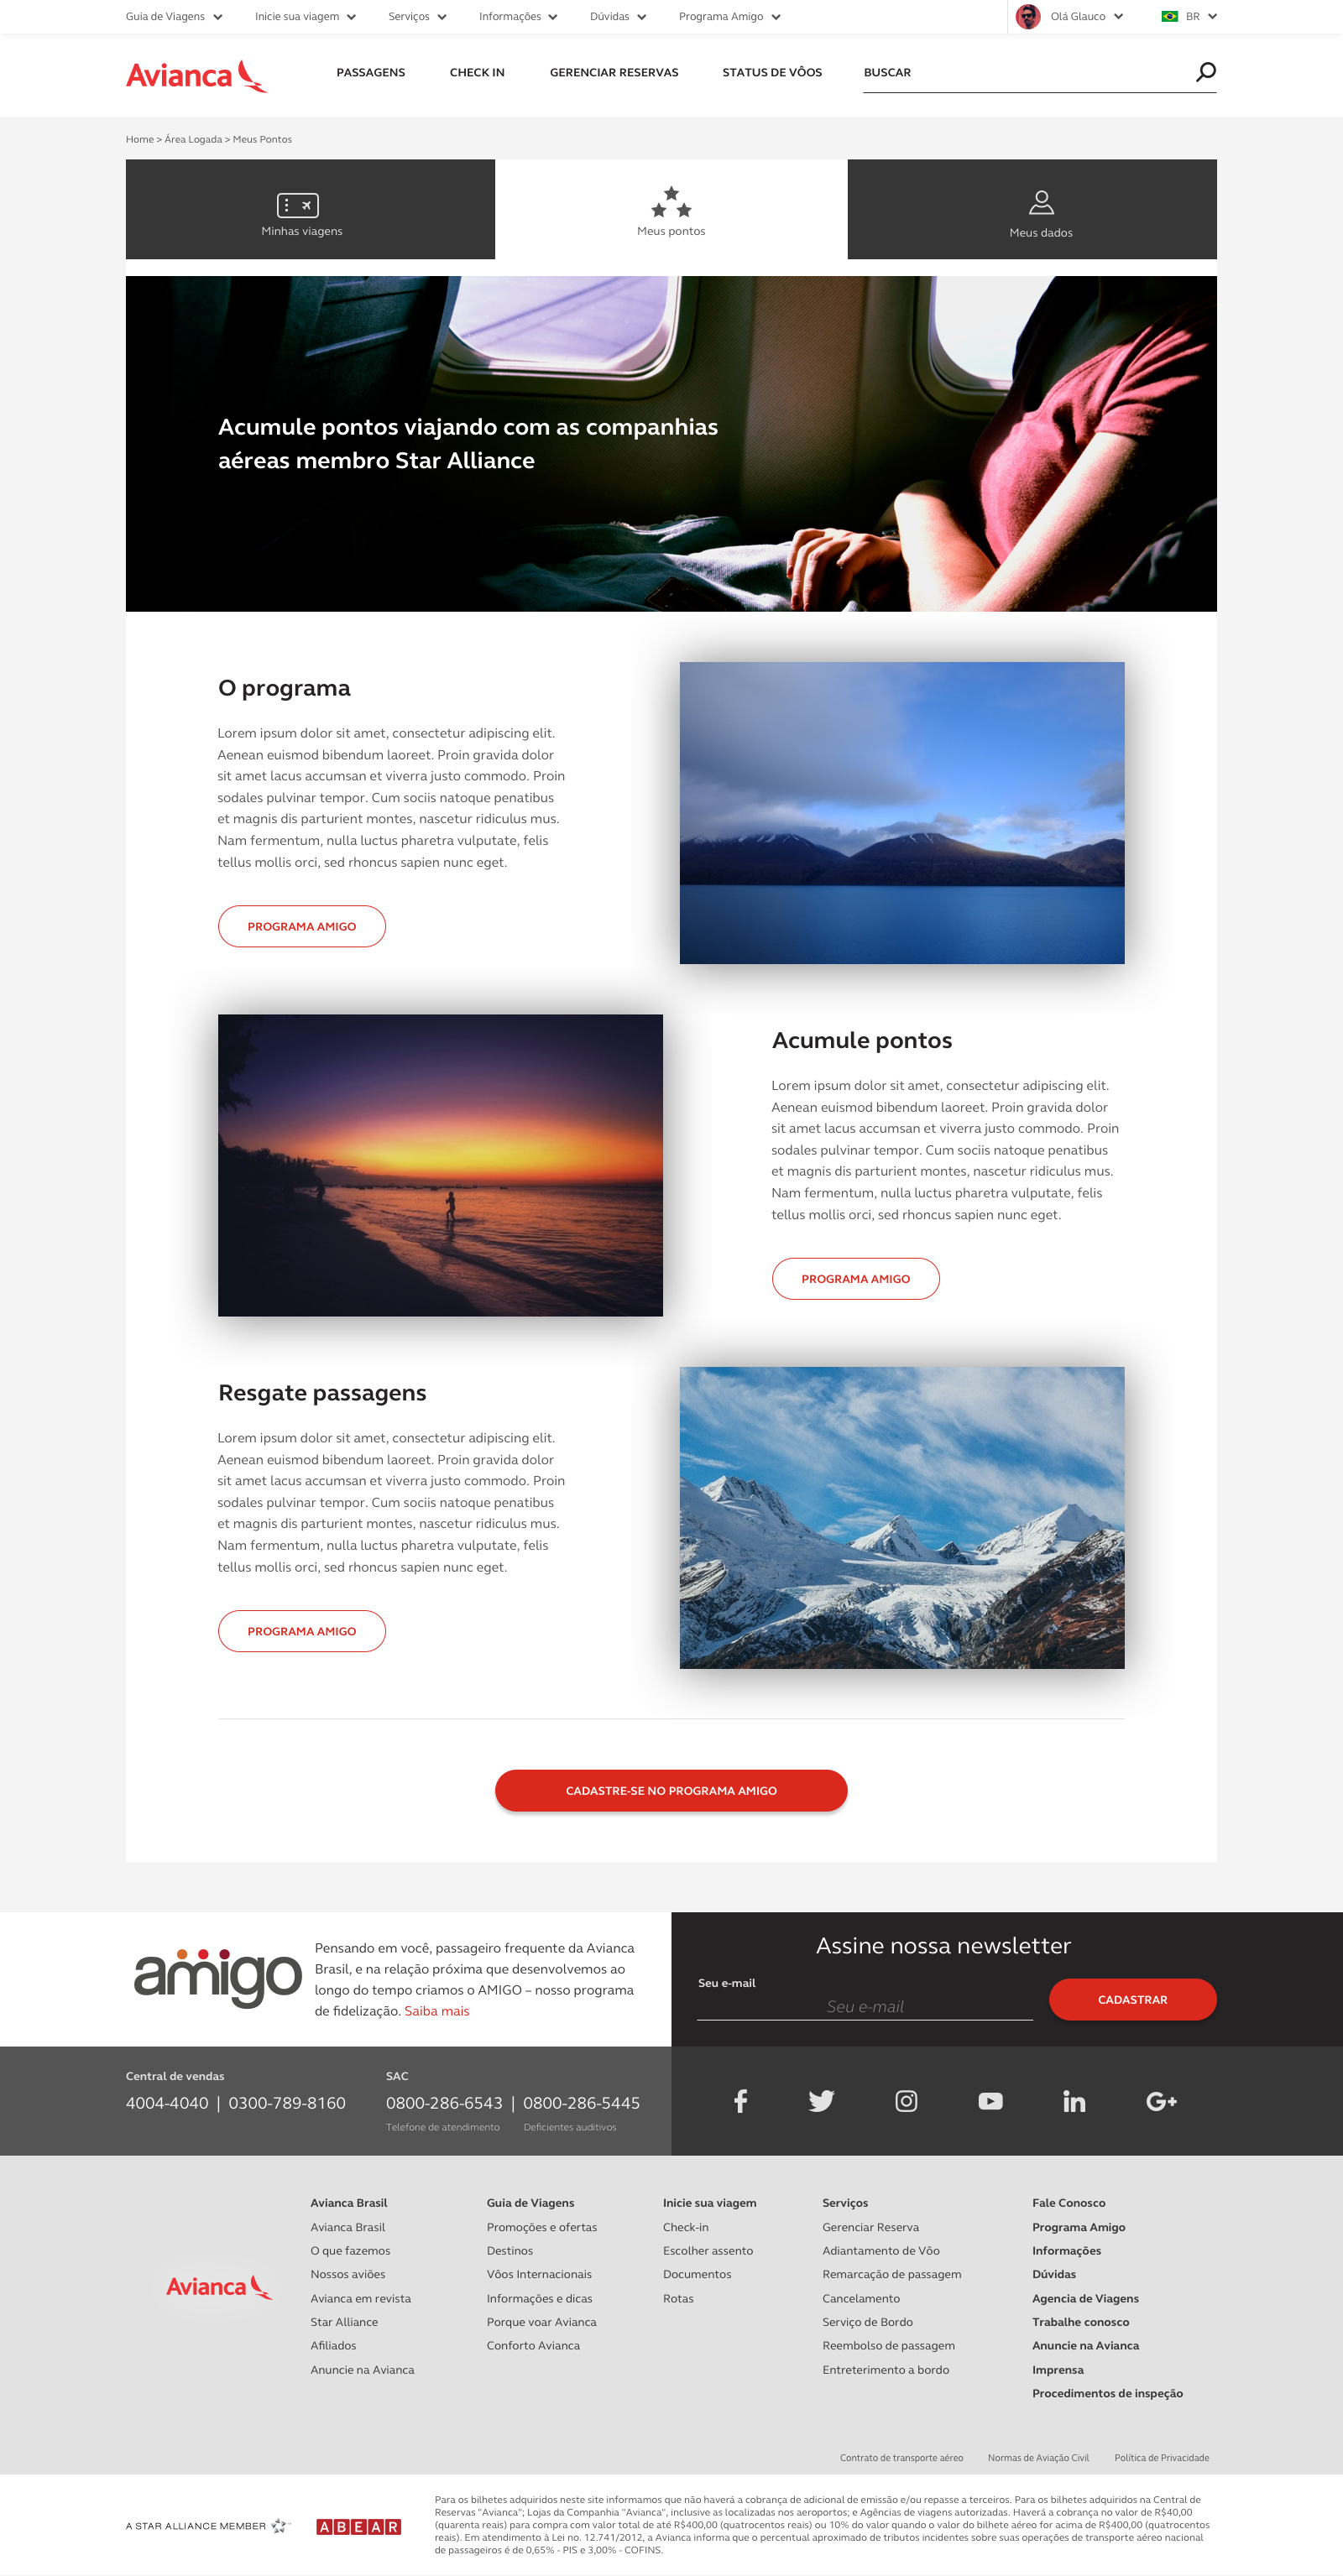 Guia de Viagens
Inicie sua viagem
Serviços
Informações
Dúvidas
Programa Amigo
Olá Glauco
BR
Avianca
PASSAGENS
CHECK IN
GERENCIAR RESERVAS
STATUS DE VÔOS
BUSCAR
Home > Área Logada > Meus Pontos
Minhas viagens
Meus pontos
Meus dados
Acumule pontos viajando com as companhias
aéreas membro Star Alliance
O programa
Lorem ipsum dolor sit amet, consectetur adipiscing elit.
Aenean euismod bibendum laoreet. Proin gravida dolor
sit amet lacus accumsan et viverra justo commodo. Proin
sodales pulvinar tempor. Cum sociis natoque penatibus
et magnis dis parturient montes, nascetur ridiculus mus.
Nam fermentum, nulla luctus pharetra vulputate, felis
tellus mollis orci, sed rhoncus sapien nunc eget.
PROGRAMA AMIGO
Acumule pontos
Lorem ipsum dolor sit amet, consectetur adipiscing elit.
Aenean euismod bibendum laoreet. Proin gravida dolor
sit amet lacus accumsan et viverra justo commodo. Proin
sodales pulvinar tempor. Cum sociis natoque penatibus
et magnis dis parturient montes, nascetur ridiculus mus.
Nam fermentum, nulla luctus pharetra vulputate, felis
tellus mollis orci, sed rhoncus sapien nunc eget.
PROGRAMA AMIGO
Resgate passagens
Lorem ipsum dolor sit amet, consectetur adipiscing elit.
Aenean euismod bibendum laoreet. Proin gravida dolor
sit amet lacus accumsan et viverra justo commodo. Proin
sodales pulvinar tempor. Cum sociis natoque penatibus
et magnis dis parturient montes, nascetur ridiculus mus.
Nam fermentum, nulla luctus pharetra vulputate, felis
tellus mollis orci, sed rhoncus sapien nunc eget.
PROGRAMA AMIGO
CADASTRE-SE NO PROGRAMA AMIGO
amigo
Pensando em você, passageiro frequente da Avianca
Brasil, e na relação próxima que desenvolvemos ao
longo do tempo criamos o AMIGO – nosso programa
de fidelização. Saiba mais
Assine nossa newsletter
Seu e-mail
Seu e-mail
CADASTRAR
Central de vendas
4004-4040 | 0300-789-8160
SAC
0800-286-6543 | 0800-286-5445
Telefone de atendimento
Deficientes auditivos
Avianca
Avianca Brasil
Avianca Brasil
O que fazemos
Nossos aviões
Avianca em revista
Star Alliance
Afiliados
Anuncie na Avianca
Guia de Viagens
Promoções e ofertas
Destinos
Vôos Internacionais
Informações e dicas
Porque voar Avianca
Conforto Avianca
Inicie sua viagem
Check-in
Escolher assento
Documentos
Rotas
Serviços
Gerenciar Reserva
Adiantamento de Vôo
Remarcação de passagem
Cancelamento
Serviço de Bordo
Reembolso de passagem
Entreterimento a bordo
Fale Conosco
Programa Amigo
Informações
Dúvidas
Agencia de Viagens
Trabalhe conosco
Anuncie na Avianca
Imprensa
Procedimentos de inspeção
Contrato de transporte aéreo
Normas de Aviação Civil
Política de Privacidade
A STAR ALLIANCE MEMBER
ABEAR
Para os bilhetes adquiridos neste site informamos que não haverá a cobrança de adicional de emissão e/ou repasse a terceiros. Para os bilhetes adquiridos na Central de
Reservas "Avianca"; Lojas da Companhia "Avianca", inclusive as localizadas nos aeroportos; e Agências de viagens autorizadas. Haverá a cobrança no valor de R$40,00
(quarenta reais) para compra com valor total de até R$400,00 (quatrocentos reais) ou 10% do valor quando o valor do bilhete aéreo for acima de R$400,00 (quatrocentos
reais). Em atendimento à Lei no. 12.741/2012, a Avianca informa que o percentual aproximado de tributos incidentes sobre suas operações de transporte aéreo nacional
de passageiros é de 0,65% - PIS e 3,00% - COFINS.